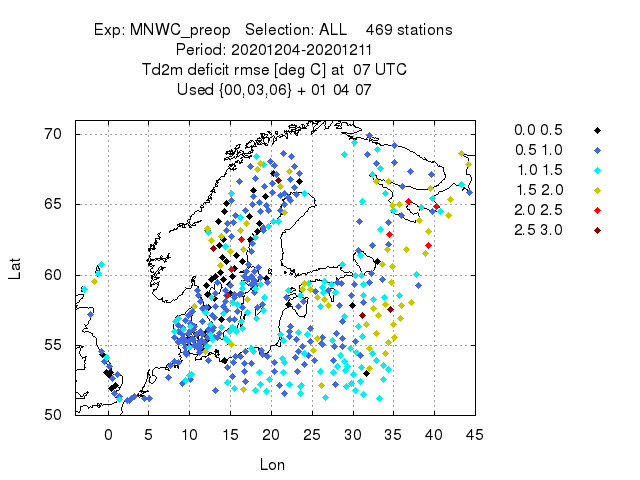 Exp: MNWC_preop   Selection: ALL    469 stations
Period: 20201204-20201211
Td2m deficit rmse [deg C] at  07 UTC
Used {00,03,06} + 01 04 07
0.0 0.5
0.5 1.0
1.0 1.5
1.5 2.0
2.0 2.5
2.5 3.0
70
65
60
55
50
Lat
0 5 10 15 20 25 30 35 40 45
Lon